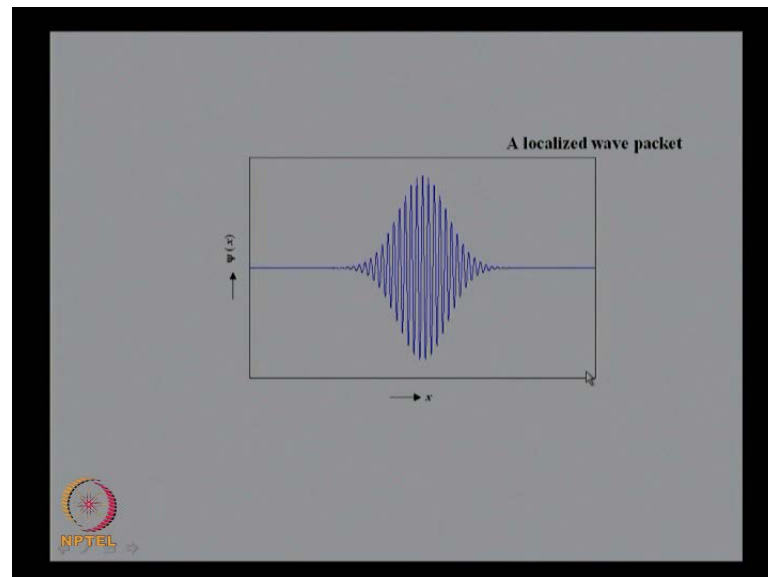 A localized wave packet
Ψ (x)
x
NPTEL